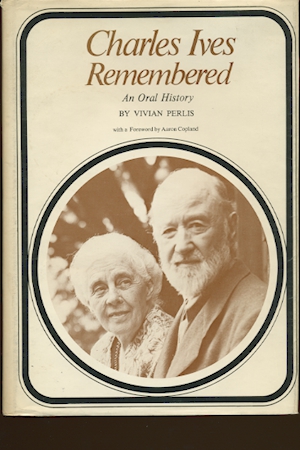 Charles Ives
Remembered
An Oral History
BY VIVIAN PERLIS
with a Foreword by Aaron Copland